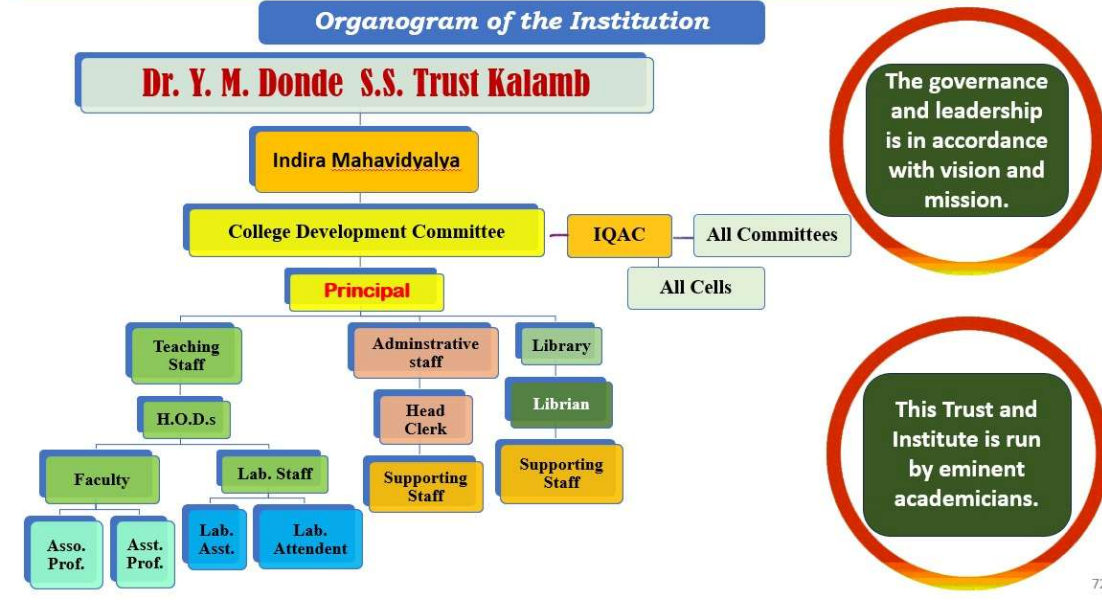 Organogram of the Institution
Dr. Y. M. Donde S.S. Trust Kalamb
Indira Mahavidyalya
College Development Committee
IQAC
All Committees
All Cells
Principal
Teaching
Staff
Adminstrative
staff
Library
H.O.D.s
Head
Clerk
Librian
Faculty
Lab. Staff
Supporting
Staff
Supporting
Staff
Asso.
Prof.
Asst.
Prof.
Lab.
Asst.
Lab.
Attendent
The governance
and leadership
is in accordance
with vision and
mission.
This Trust and
Institute is run
by eminent
academicians.